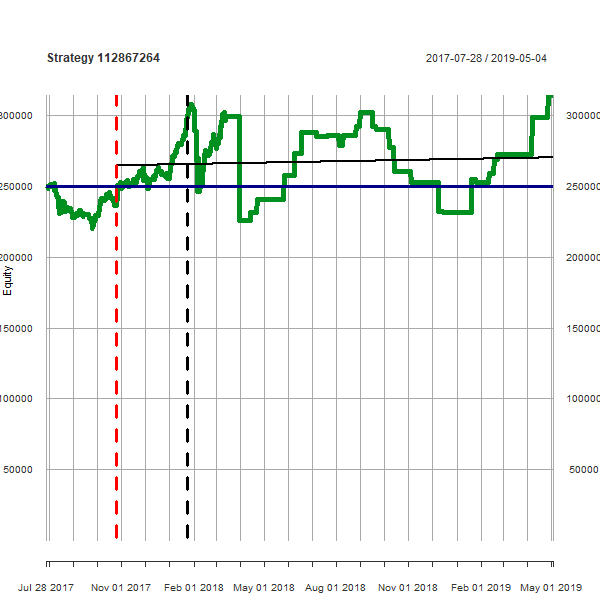 Strategy 112867264
2017-07-28 / 2019-05-04
300000 300000
250000 250000
200000 200000
150000 150000
100000 100000
50000 50000
Equity
Jul 28 2017 Nov 01 2017 Feb 01 2018 May 01 2018 Aug 01 2018 Nov 01 2018 Feb 01 2019 May 01 2019